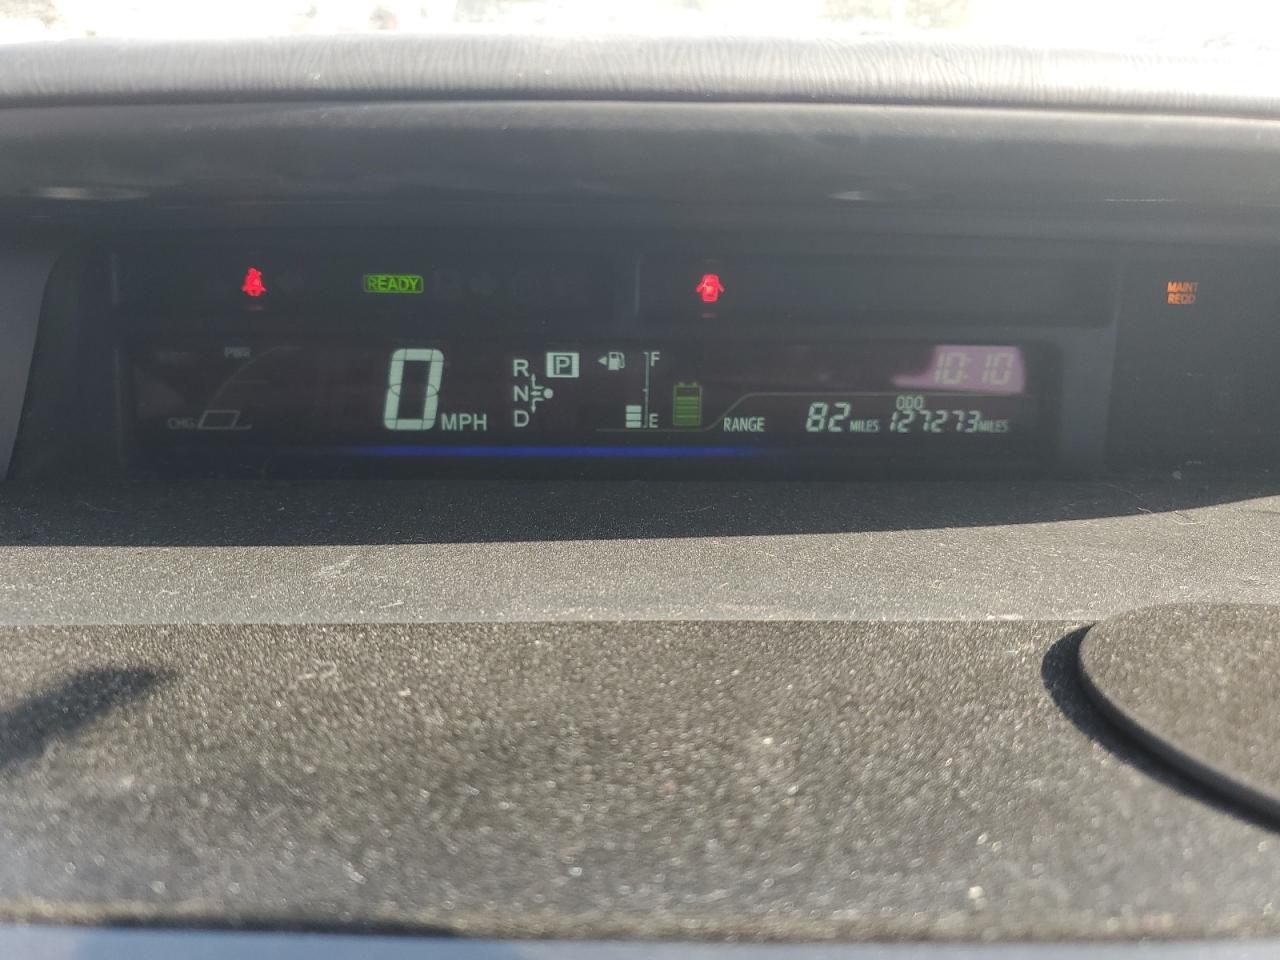 READY
MAINT
REQD
PWR
CHG
0 MPH
R
N
D
P
F
E
10:10
RANGE 82 MILES
ODO
127273 MILES